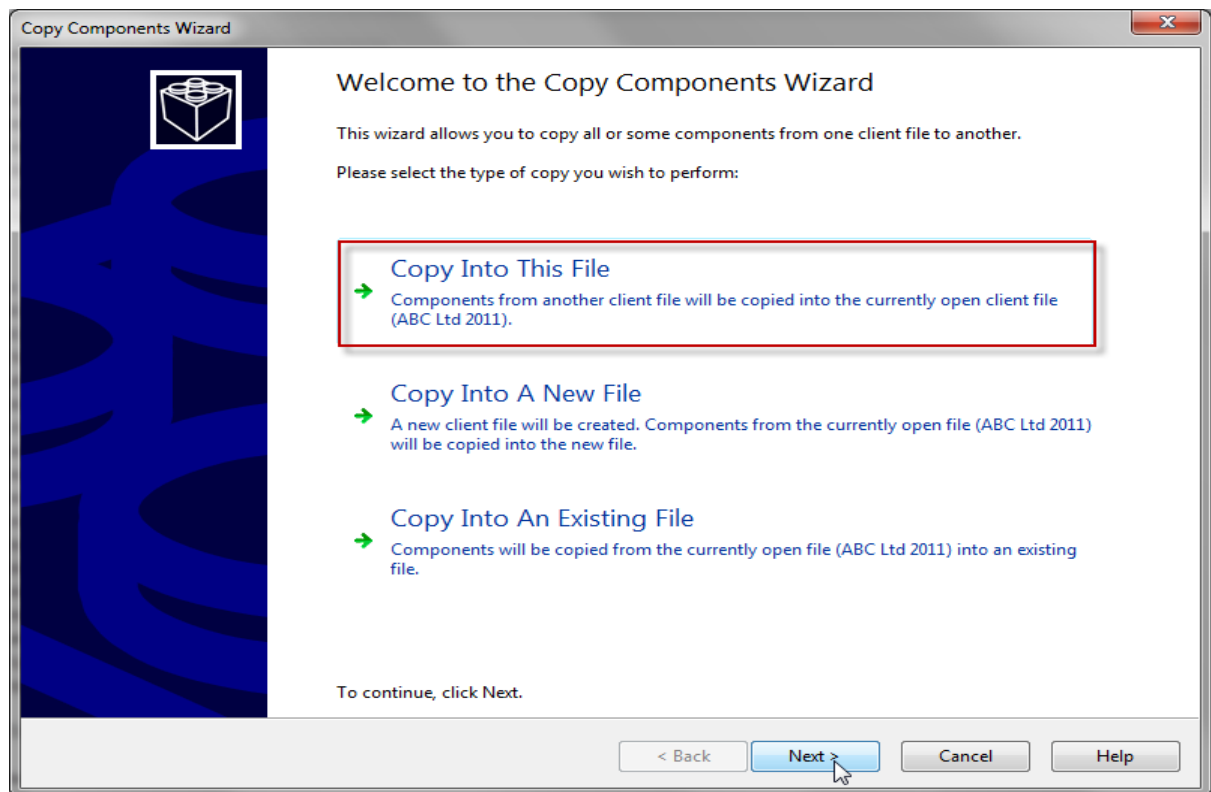 Copy Components Wizard
Welcome to the Copy Components Wizard
This wizard allows you to copy all or some components from one client file to another.
Please select the type of copy you wish to perform:
Copy Into This File
Components from another client file will be copied into the currently open client file
(ABC Ltd 2011).
Copy Into A New File
A new client file will be created. Components from the currently open file (ABC Ltd 2011)
will be copied into the new file.
Copy Into An Existing File
Components will be copied from the currently open file (ABC Ltd 2011) into an existing
file.
To continue, click Next.
< Back Next > Cancel Help